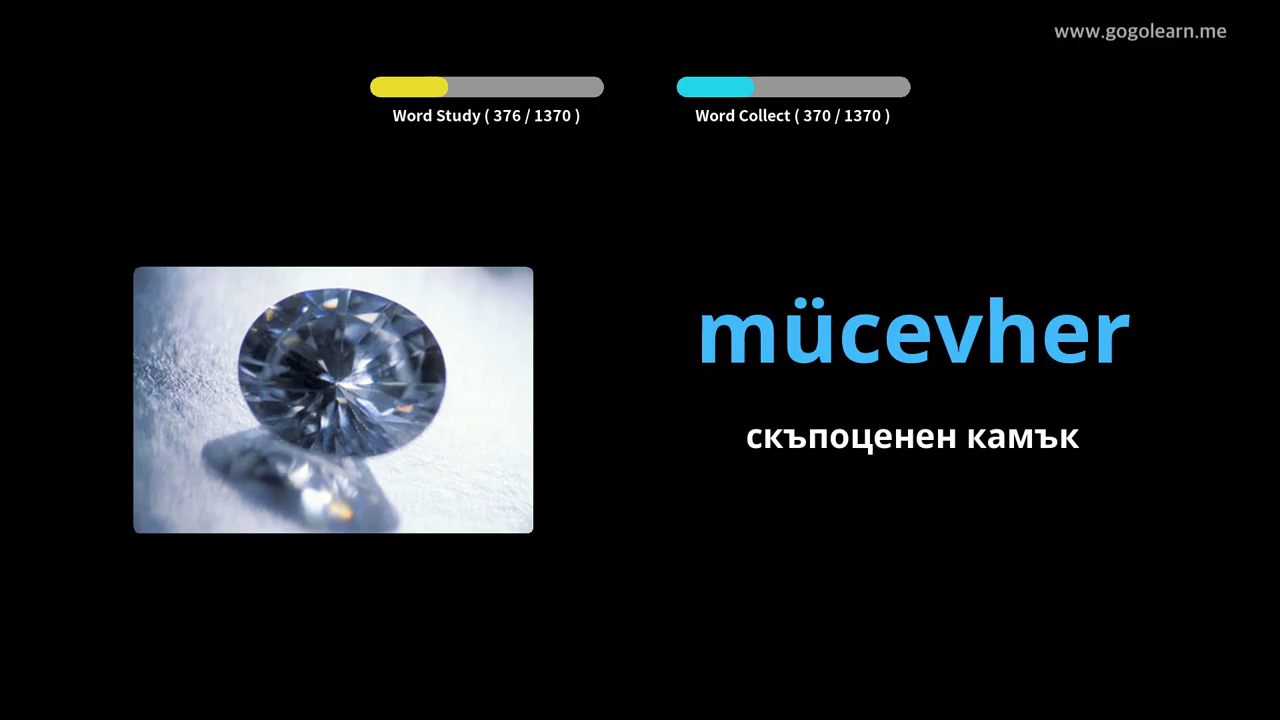 www.gogolearn.me
Word Study ( 376 / 1370 )
Word Collect ( 370 / 1370 )
mücevher
скъпоценен камък